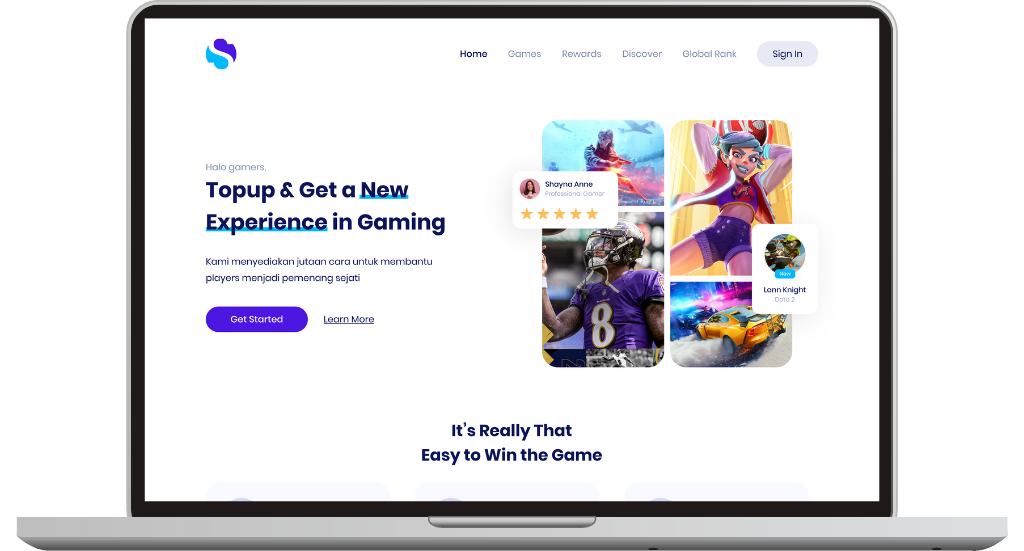 Home Games Rewards Discover Global Rank Sign In
Halo gamers,
Topup & Get a New
Experience in Gaming
Kami menyediakan jutaan cara untuk membantu
players menjadi pemenang sejati
Get Started Learn More
Shayna Anne
Professional Gamer
8
New
Lann Knight
Dota 2
It's Really That
Easy to Win the Game